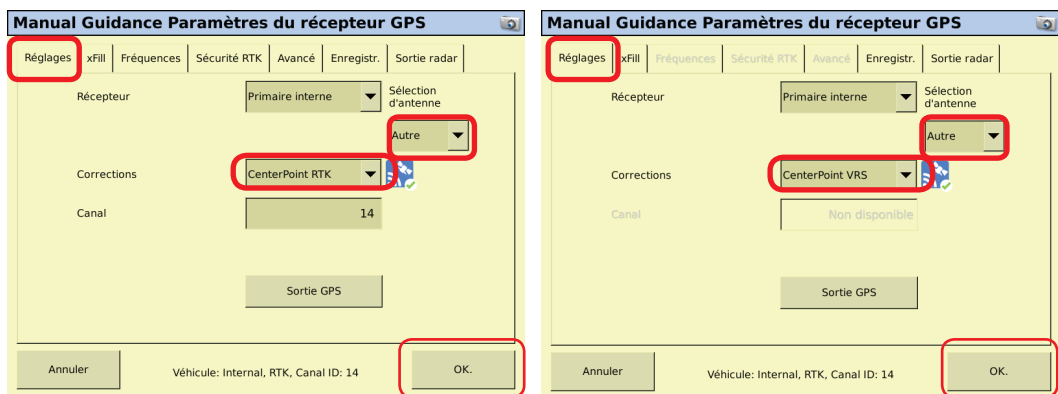 Manual Guidance Paramètres du récepteur GPS
Réglages xFill Fréquences Sécurité RTK Avancé Enregistr. Sortie radar
Récepteur Primaire interne Sélection
d'antenne
Autre
Corrections CenterPoint RTK
Canal 14
Sortie GPS
Annuler Véhicule: Internal, RTK, Canal ID: 14 OK.
Manual Guidance Paramètres du récepteur GPS
Réglages xFill Fréquences Sécurité RTK Avancé Enregistr. Sortie radar
Récepteur Primaire interne Sélection
d'antenne
Autre
Corrections CenterPoint VRS
Canal Non disponible
Sortie GPS
Annuler Véhicule: Internal, RTK, Canal ID: 14 OK.